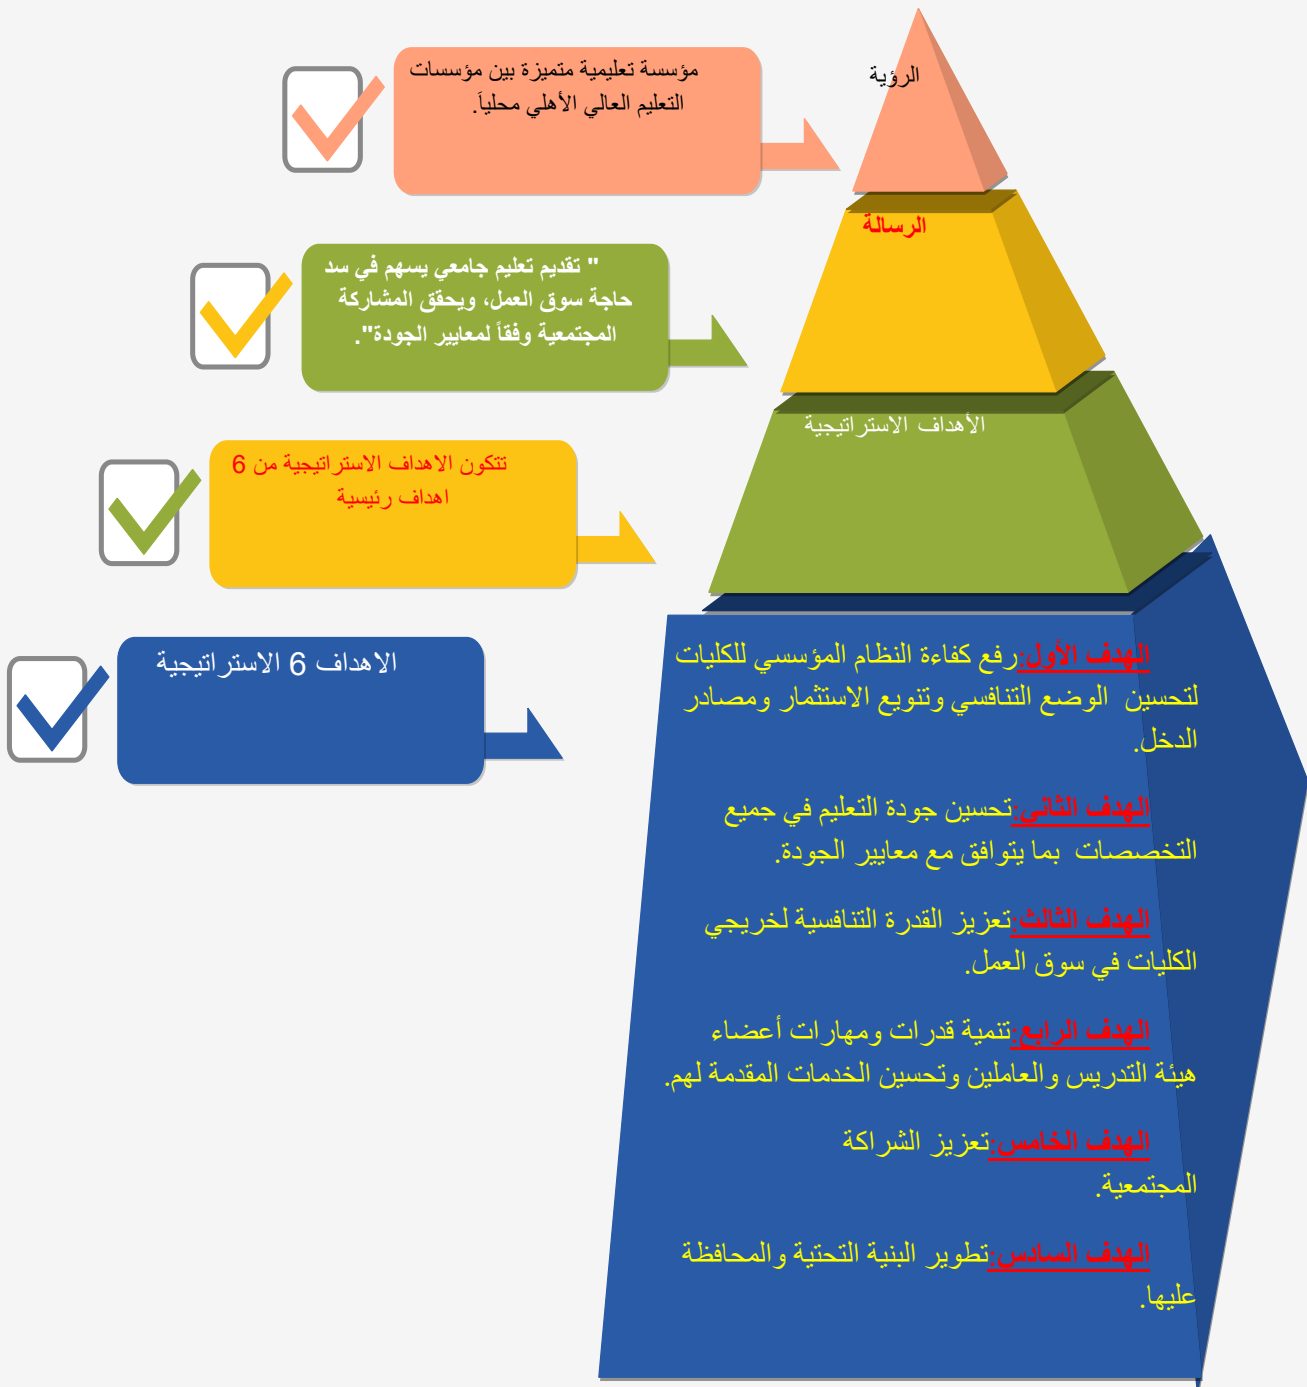 الرؤية
مؤسسة تعليمية متميزة بين مؤسسات
التعليم العالي الأهلي محلياَ.
الرسالة
" تقديم تعليم جامعي يسهم في سد
حاجة سوق العمل، ويحقق المشاركة
المجتمعية وفقاً لمعايير الجودة".
الأهداف الاستراتيجية
تتكون الاهداف الاستراتيجية من 6
اهداف رئيسية
الاهداف 6 الاستراتيجية
الهدف الأول:رفع كفاءة النظام المؤسسي للكليات
لتحسين الوضع التنافسي وتنويع الاستثمار ومصادر
الدخل.
الهدف الثاني:تحسين جودة التعليم في جميع
التخصصات بما يتوافق مع معايير الجودة.
الهدف الثالث:تعزيز القدرة التنافسية لخريجي
الكليات في سوق العمل.
الهدف الرابع:تنمية قدرات ومهارات أعضاء
هيئة التدريس والعاملين وتحسين الخدمات المقدمة لهم.
الهدف الخامس:تعزيز الشراكة
المجتمعية.
الهدف السادس:تطوير البنية التحتية والمحافظة
عليها.